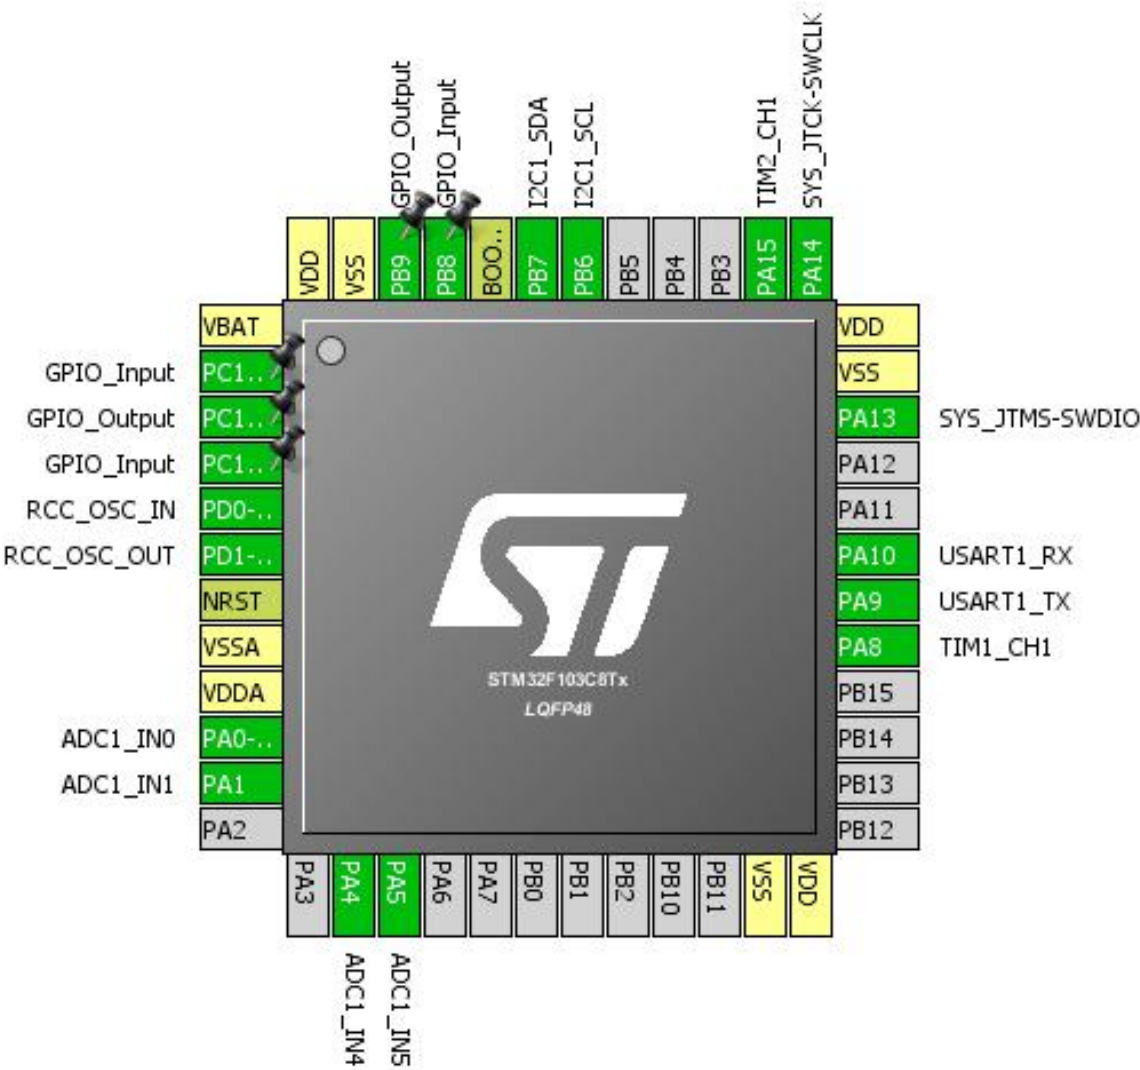 GPIO_Output
GPIO_Input
I2C1_SDA
I2C1_SCL
TIM2_CH1
SYS_JTCK-SWCLK
VDD
VSS
PB9
PB8
BOO..
PB7
PB6
PB5
PB4
PB3
PA15
PA14
VBAT
GPIO_Input PC1..
GPIO_Output PC1..
GPIO_Input PC1..
RCC_OSC_IN PD0-..
RCC_OSC_OUT PD1-..
NRST
VSSA
VDDA
ADC1_IN0 PA0-..
ADC1_IN1 PA1
PA2
STM32F103C8Tx
LQFP48
VDD
VSS
PA13 SYS_JTMS-SWDIO
PA12
PA11
PA10 USART1_RX
PA9 USART1_TX
PA8 TIM1_CH1
PB15
PB14
PB13
PB12
PA3
PA4
PA5
PA6
PA7
PB0
PB1
PB2
PB10
PB11
VSS
VDD
ADC1_IN4
ADC1_IN5